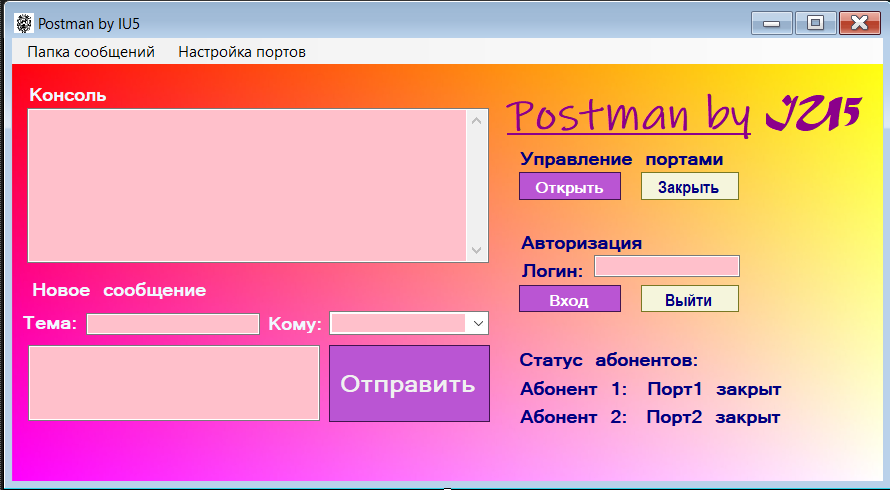 Postman by IU5
Папка сообщений Настройка портов
Консоль
Postman by IU5
Управление портами
Открыть Закрыть
Авторизация
Логин:
Вход Выйти
Новое сообщение
Тема: Кому:
Отправить
Статус абонентов:
Абонент 1: Порт1 закрыт
Абонент 2: Порт2 закрыт